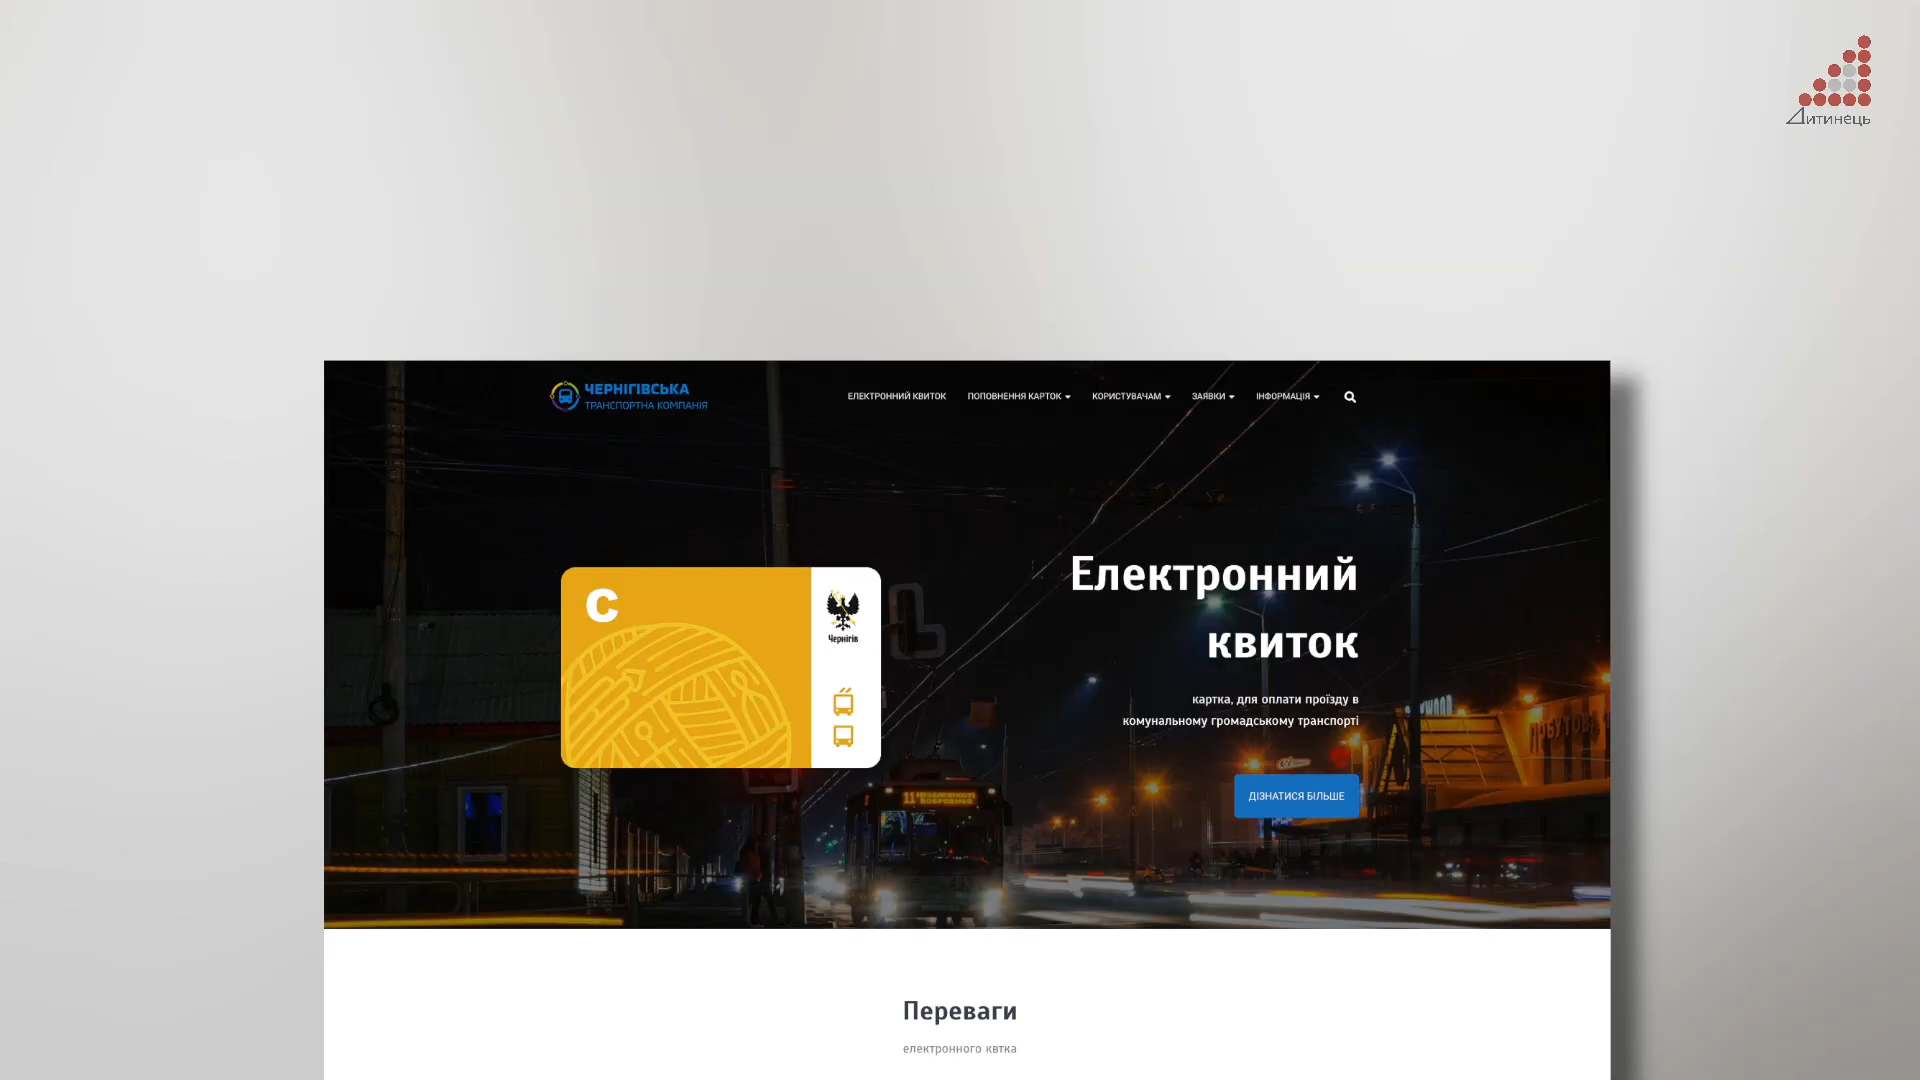 Дитинець
ЧЕРНІГІВСЬКА
ТРАНСПОРТНА КОМПАНІЯ
ЕЛЕКТРОННИЙ КВИТОК
ПОПОВНЕННЯ КАРТОК
КОРИСТУВАЧАМ
ЗАЯВКИ
ІНФОРМАЦІЯ
С
Чернігів
Електронний
квиток
картка, для оплати проїзду в
комунальному громадському транспорті
ДІЗНАТИСЯ БІЛЬШЕ
11
Переваги
електронного квтка